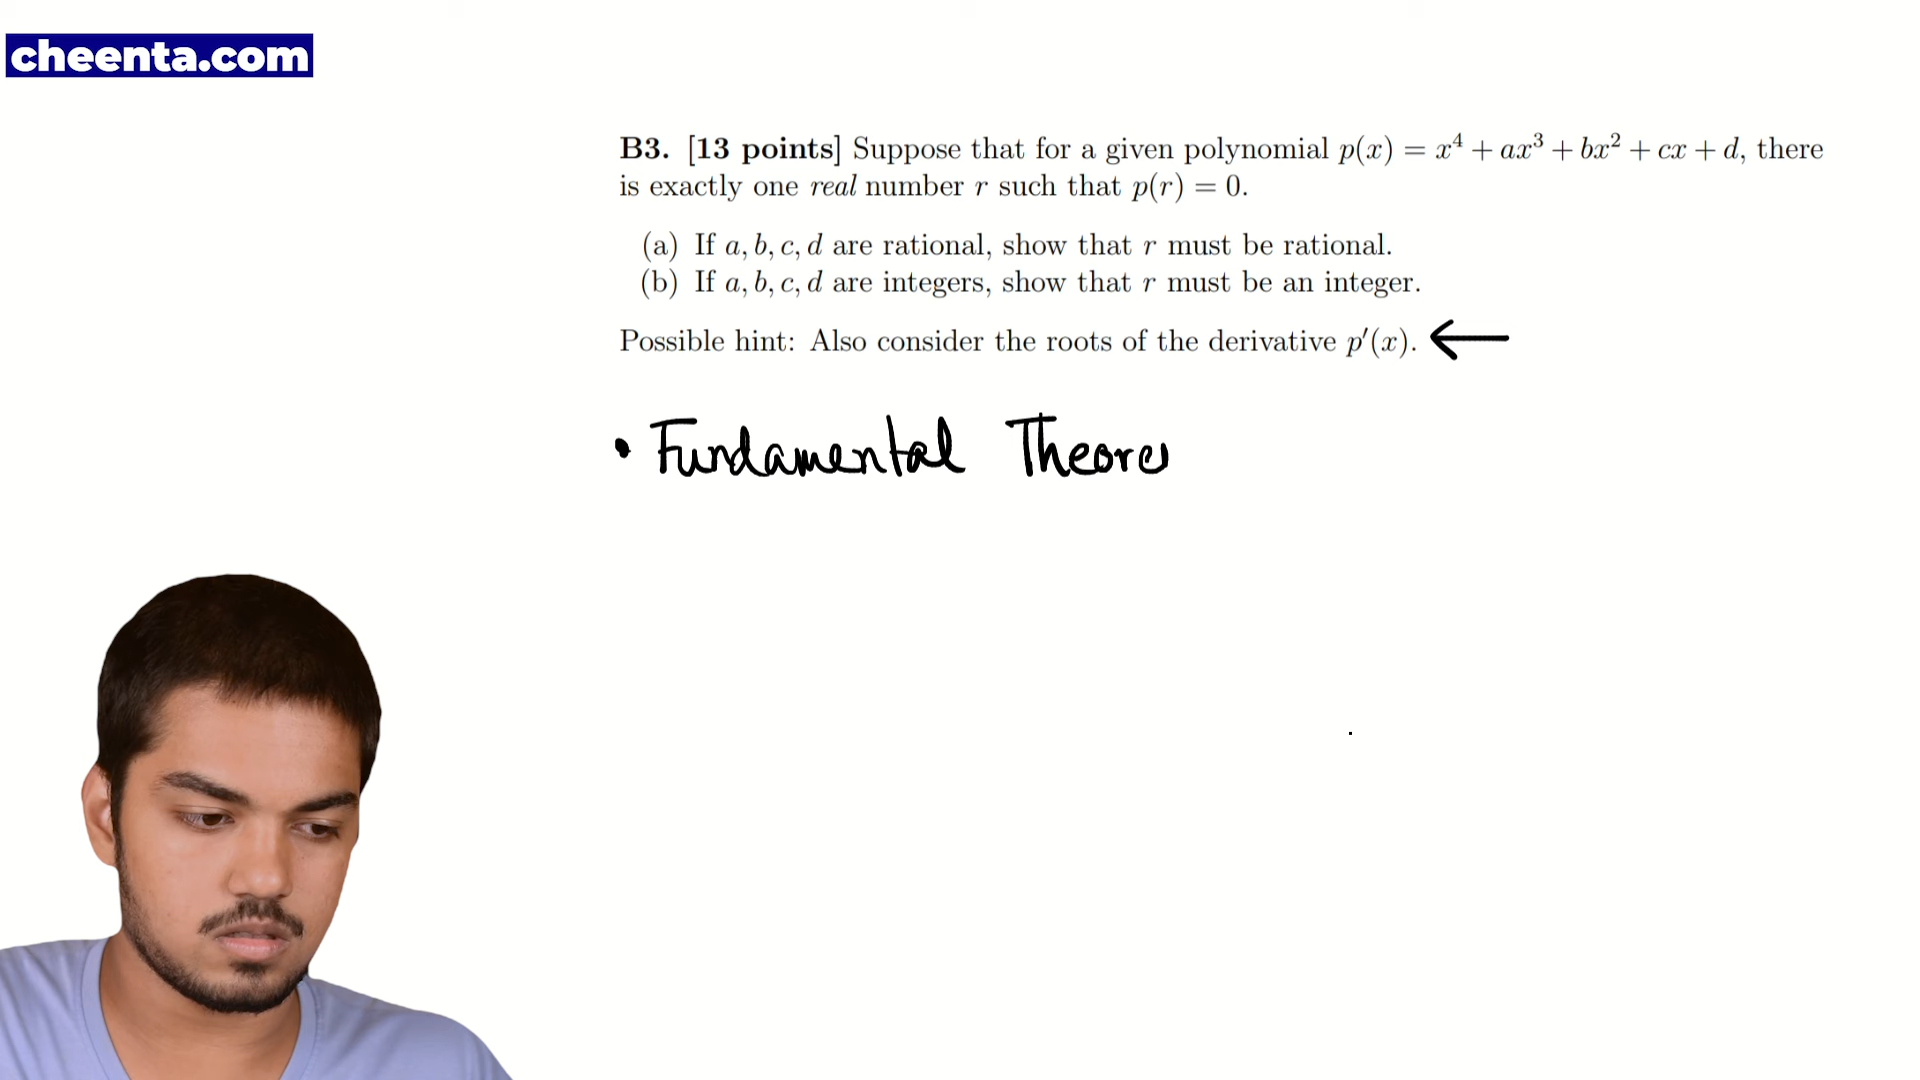 cheenta.com
B3. [13 points] Suppose that for a given polynomial p(x) = x⁴ + ax³ + bx² + cx + d, there
is exactly one real number r such that p(r) = 0.
(a) If a, b, c, d are rational, show that r must be rational.
(b) If a, b, c, d are integers, show that r must be an integer.
Possible hint: Also consider the roots of the derivative p′(x). ←
• Fundamental Theore